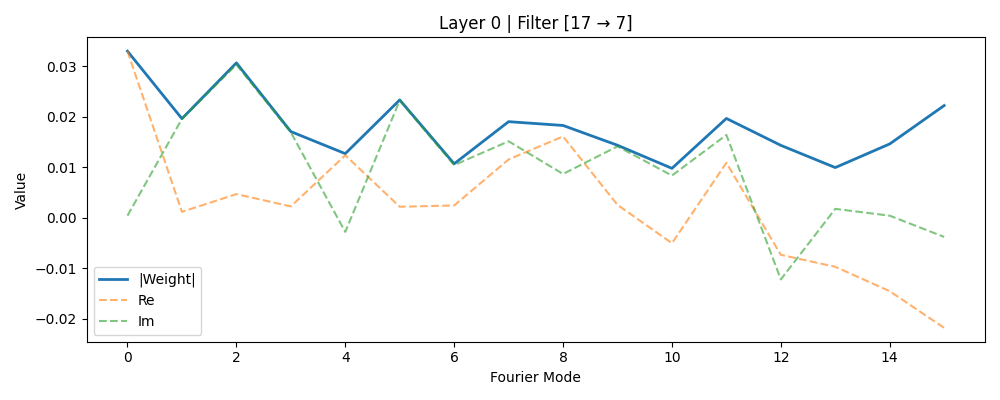 Layer 0 | Filter [17 → 7]
Value
0.03
0.02
0.01
0.00
−0.01
−0.02
|Weight|
Re
Im
0 2 4 6 8 10 12 14
Fourier Mode